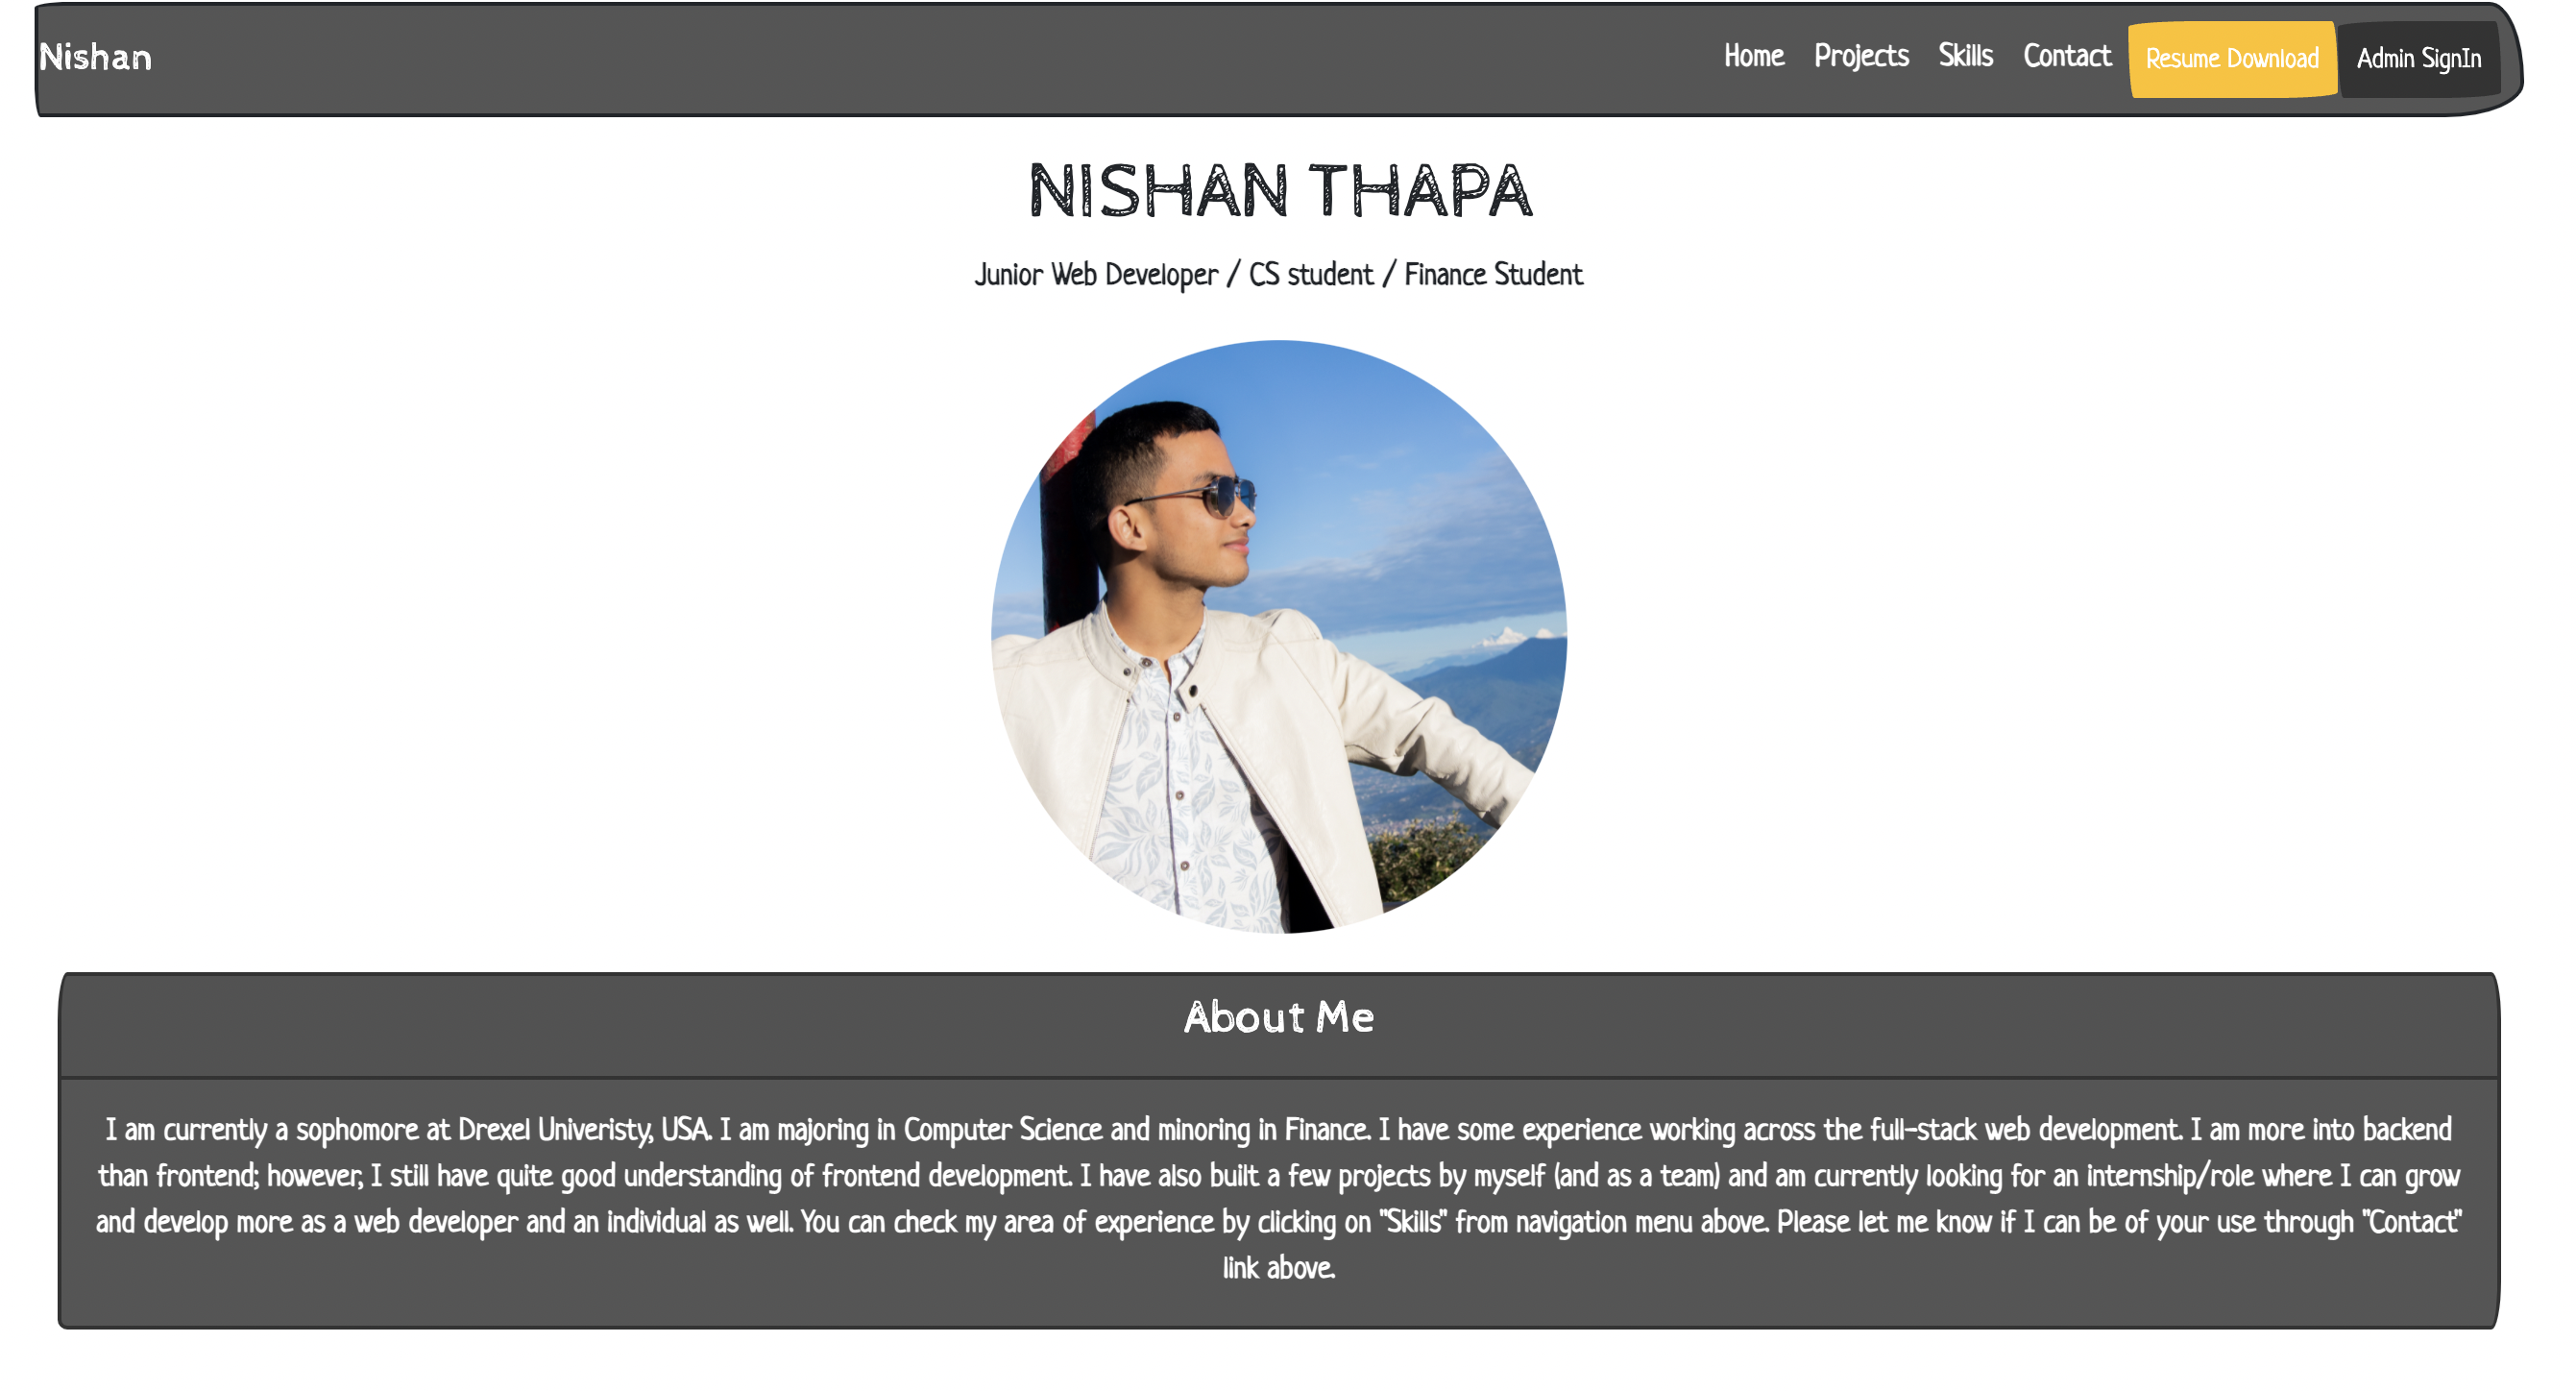 Nishan
Home Projects Skills Contact Resume Download Admin SignIn
NISHAN THAPA
Junior Web Developer / CS student / Finance Student
About Me
I am currently a sophomore at Drexel Univeristy, USA. I am majoring in Computer Science and minoring in Finance. I have some experience working across the full-stack web development. I am more into backend
than frontend; however, I still have quite good understanding of frontend development. I have also built a few projects by myself (and as a team) and am currently looking for an internship/role where I can grow
and develop more as a web developer and an individual as well. You can check my area of experience by clicking on "Skills" from navigation menu above. Please let me know if I can be of your use through "Contact"
link above.